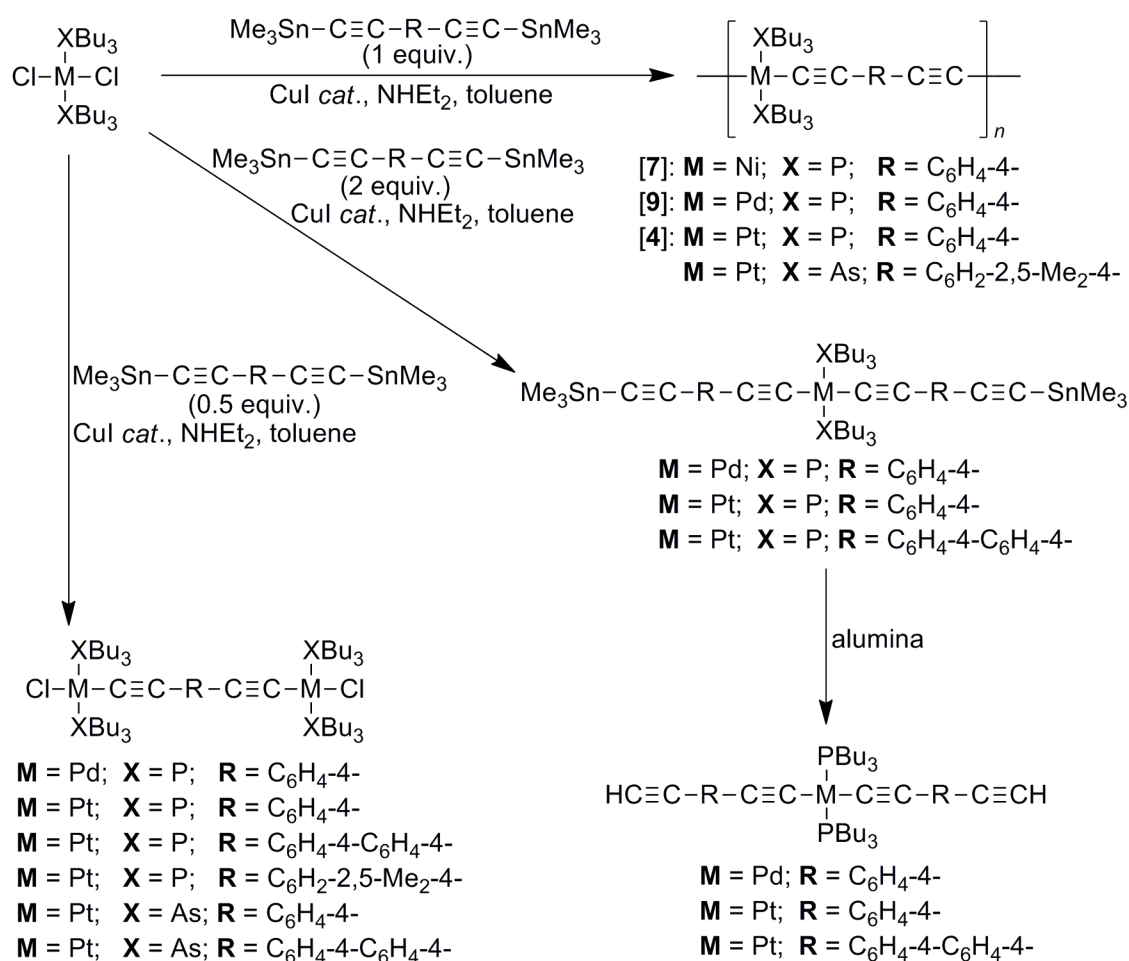 XBu3
Cl–M–Cl
XBu3
Me3Sn–C≡C–R–C≡C–SnMe3
(1 equiv.)
CuI cat., NHEt2, toluene
XBu3
M–C≡C–R–C≡C
XBu3
n
[7]: M = Ni; X = P; R = C6H4-4-
[9]: M = Pd; X = P; R = C6H4-4-
[4]: M = Pt; X = P; R = C6H4-4-
M = Pt; X = As; R = C6H2-2,5-Me2-4-
Me3Sn–C≡C–R–C≡C–SnMe3
(2 equiv.)
CuI cat., NHEt2, toluene
XBu3
Me3Sn–C≡C–R–C≡C–M–C≡C–R–C≡C–SnMe3
XBu3
M = Pd; X = P; R = C6H4-4-
M = Pt; X = P; R = C6H4-4-
M = Pt; X = P; R = C6H4-4-C6H4-4-
Me3Sn–C≡C–R–C≡C–SnMe3
(0.5 equiv.)
CuI cat., NHEt2, toluene
XBu3 XBu3
Cl–M–C≡C–R–C≡C–M–Cl
XBu3 XBu3
M = Pd; X = P; R = C6H4-4-
M = Pt; X = P; R = C6H4-4-
M = Pt; X = P; R = C6H4-4-C6H4-4-
M = Pt; X = P; R = C6H2-2,5-Me2-4-
M = Pt; X = As; R = C6H4-4-
M = Pt; X = As; R = C6H4-4-C6H4-4-
alumina
PBu3
HC≡C–R–C≡C–M–C≡C–R–C≡CH
PBu3
M = Pd; R = C6H4-4-
M = Pt; R = C6H4-4-
M = Pt; R = C6H4-4-C6H4-4-